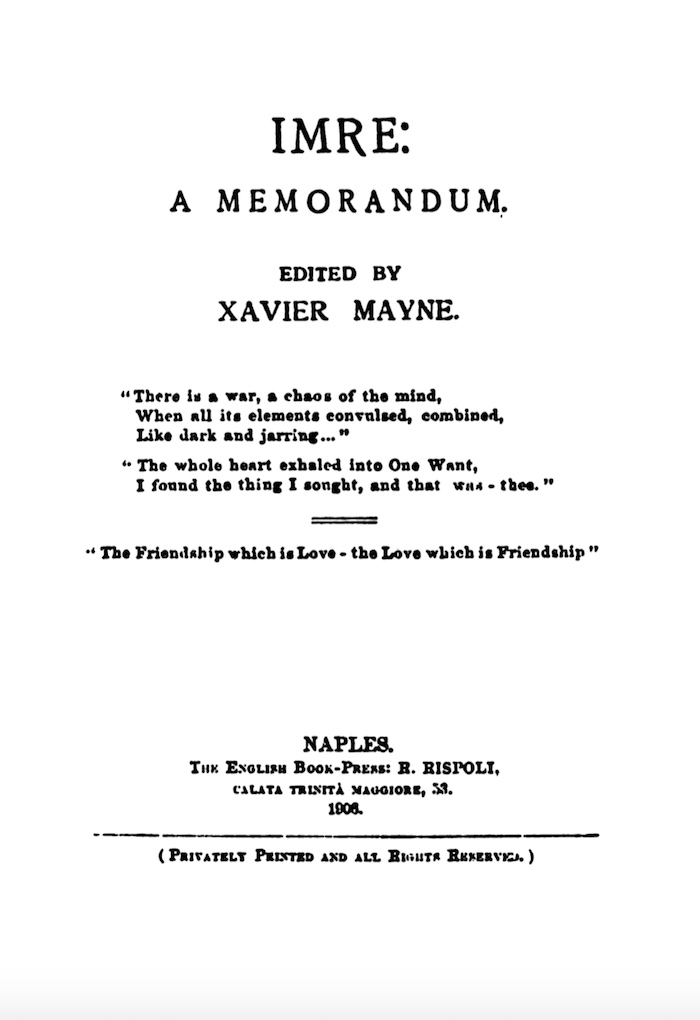 IMRE:
A MEMORANDUM.
EDITED BY
XAVIER MAYNE.
"There is a war, a chaos of the mind,
When all its elements convulsed, combined,
Like dark and jarring..."
"The whole heart exhaled into One Want,
I found the thing I sought, and that was - thee."
"The Friendship which is Love - the Love which is Friendship"
NAPLES.
THE ENGLISH BOOK-PRESS: R. RISPOLI,
CALATA TRINITÀ MAGGIORE, 53.
1906.
(PRIVATELY PRINTED AND ALL RIGHTS RESERVED.)